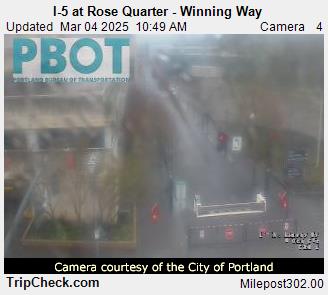 I-5 at Rose Quarter - Winning Way
Updated Mar 04 2025 10:49 AM Camera 4
PBOT
PORTLAND BUREAU OF TRANSPORTATION
Camera courtesy of the City of Portland
TripCheck.com Milepost302.00